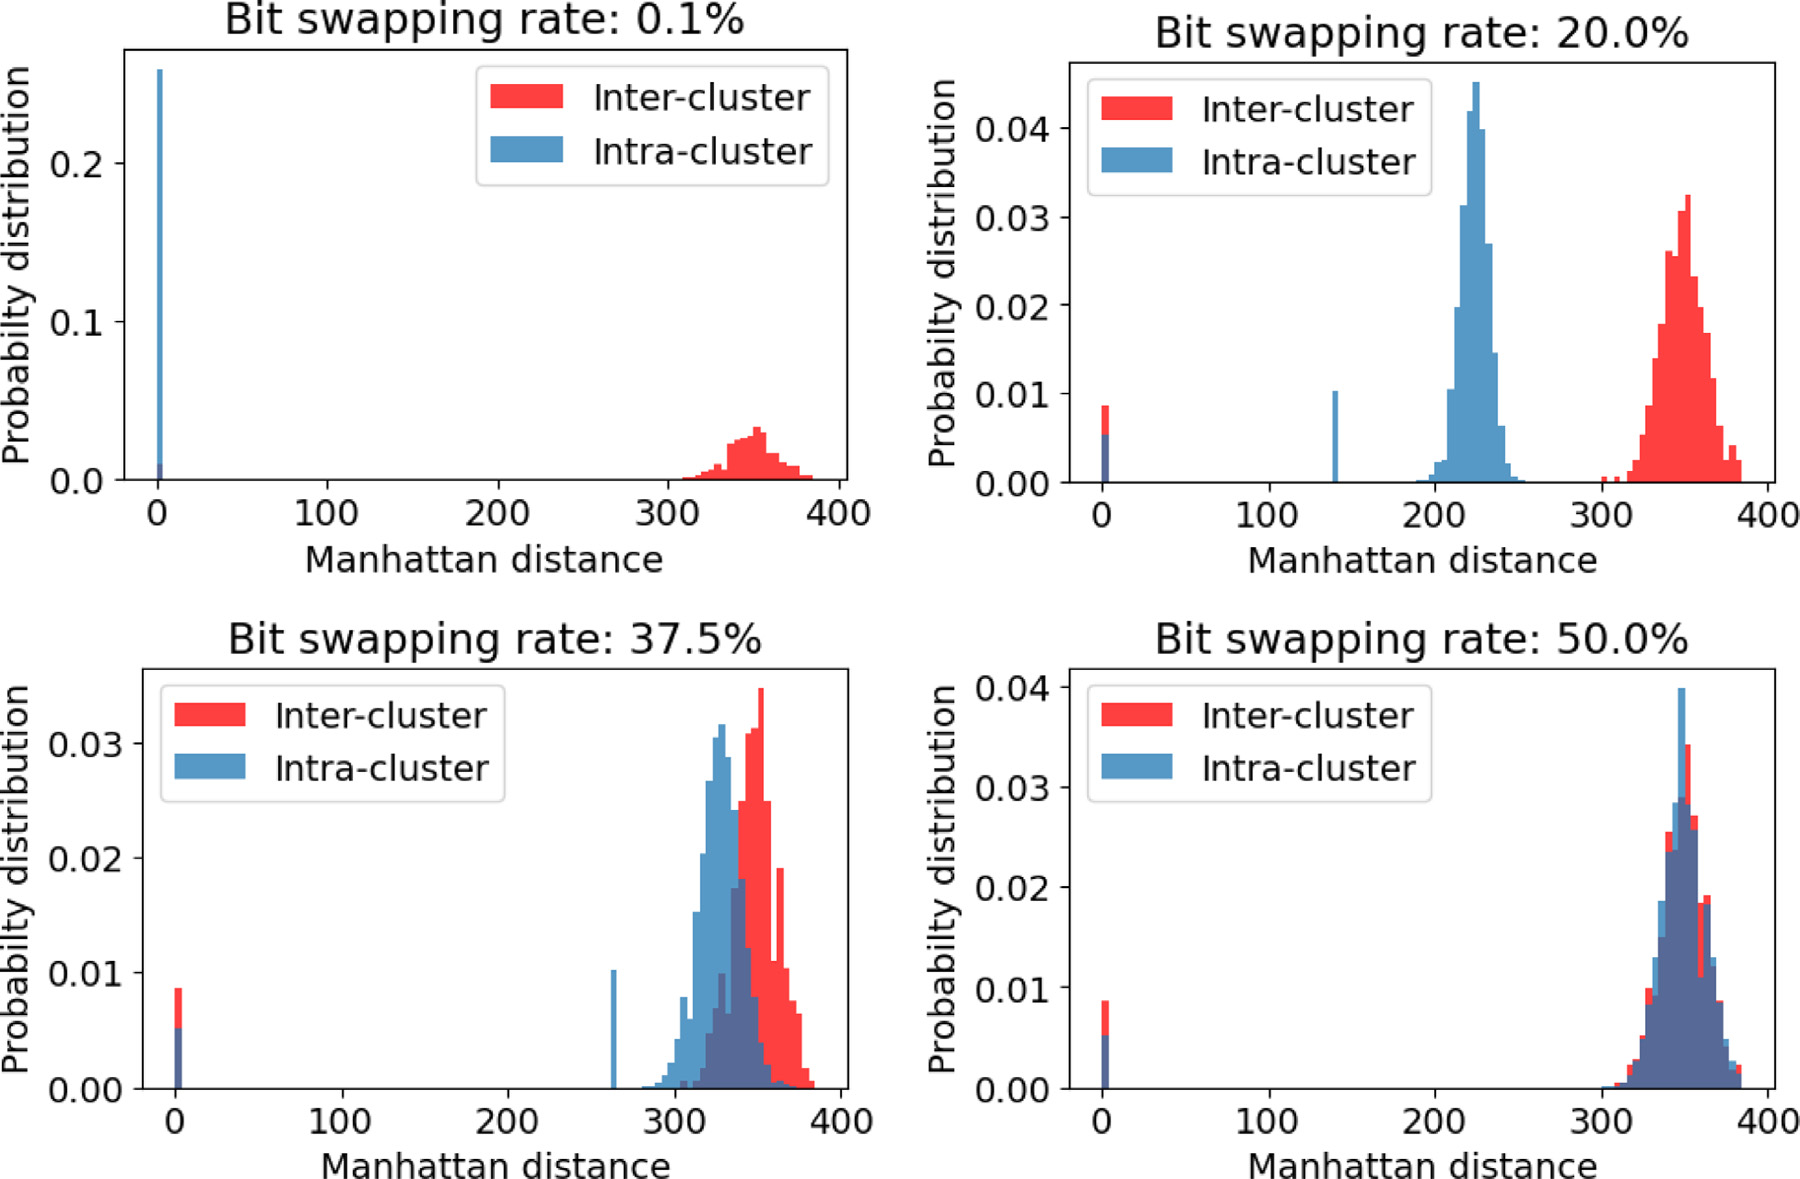 Bit swapping rate: 0.1%
Probabilty distribution
0.2
0.1
0.0
Inter-cluster
Intra-cluster
0 100 200 300 400
Manhattan distance
Bit swapping rate: 20.0%
Probabilty distribution
0.04
0.03
0.02
0.01
0.00
Inter-cluster
Intra-cluster
0 100 200 300 400
Manhattan distance
Bit swapping rate: 37.5%
Probabilty distribution
0.03
0.02
0.01
0.00
Inter-cluster
Intra-cluster
0 100 200 300 400
Manhattan distance
Bit swapping rate: 50.0%
Probabilty distribution
0.04
0.03
0.02
0.01
0.00
Inter-cluster
Intra-cluster
0 100 200 300 400
Manhattan distance